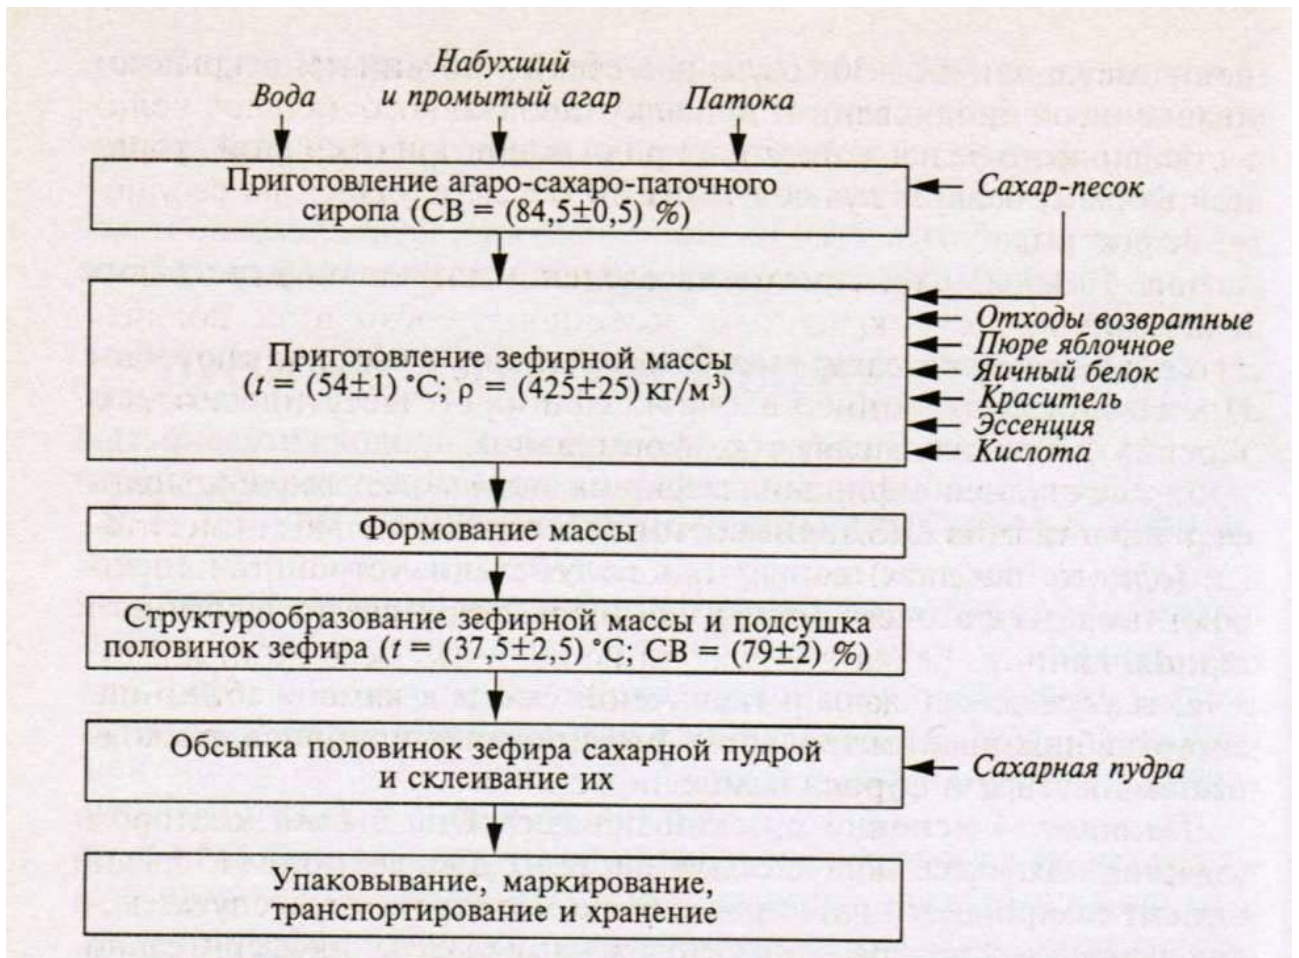 Набухший
Вода и промытый агар Патока
Приготовление агаро-сахаро-паточного
сиропа (СВ = (84,5±0,5) %)
Сахар-песок
Приготовление зефирной массы
(t = (54±1) °C; ρ = (425±25) кг/м³)
Отходы возвратные
Пюре яблочное
Яичный белок
Краситель
Эссенция
Кислота
Формование массы
Структурообразование зефирной массы и подсушка
половинок зефира (t = (37,5±2,5) °C; СВ = (79±2) %)
Обсыпка половинок зефира сахарной пудрой
и склеивание их
Сахарная пудра
Упаковывание, маркирование,
транспортирование и хранение